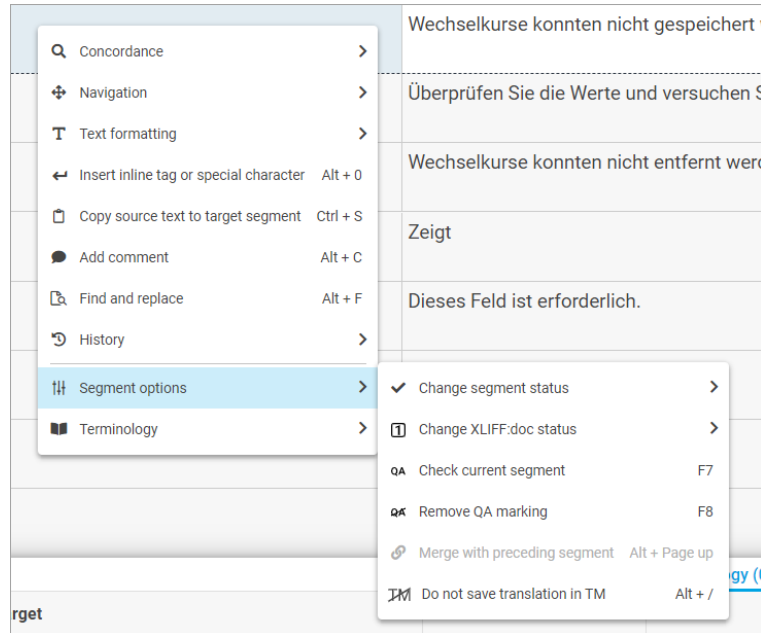 Wechselkurse konnten nicht gespeichert
Concordance
Navigation
Überprüfen Sie die Werte und versuchen S
Text formatting
Wechselkurse konnten nicht entfernt werd
Insert inline tag or special character Alt + 0
Copy source text to target segment Ctrl + S
Zeigt
Add comment Alt + C
Find and replace Alt + F
Dieses Feld ist erforderlich.
History
Segment options
Change segment status
Terminology
Change XLIFF:doc status
QA Check current segment F7
QA Remove QA marking F8
Merge with preceding segment Alt + Page up
TM Do not save translation in TM Alt + /
gy (
rget